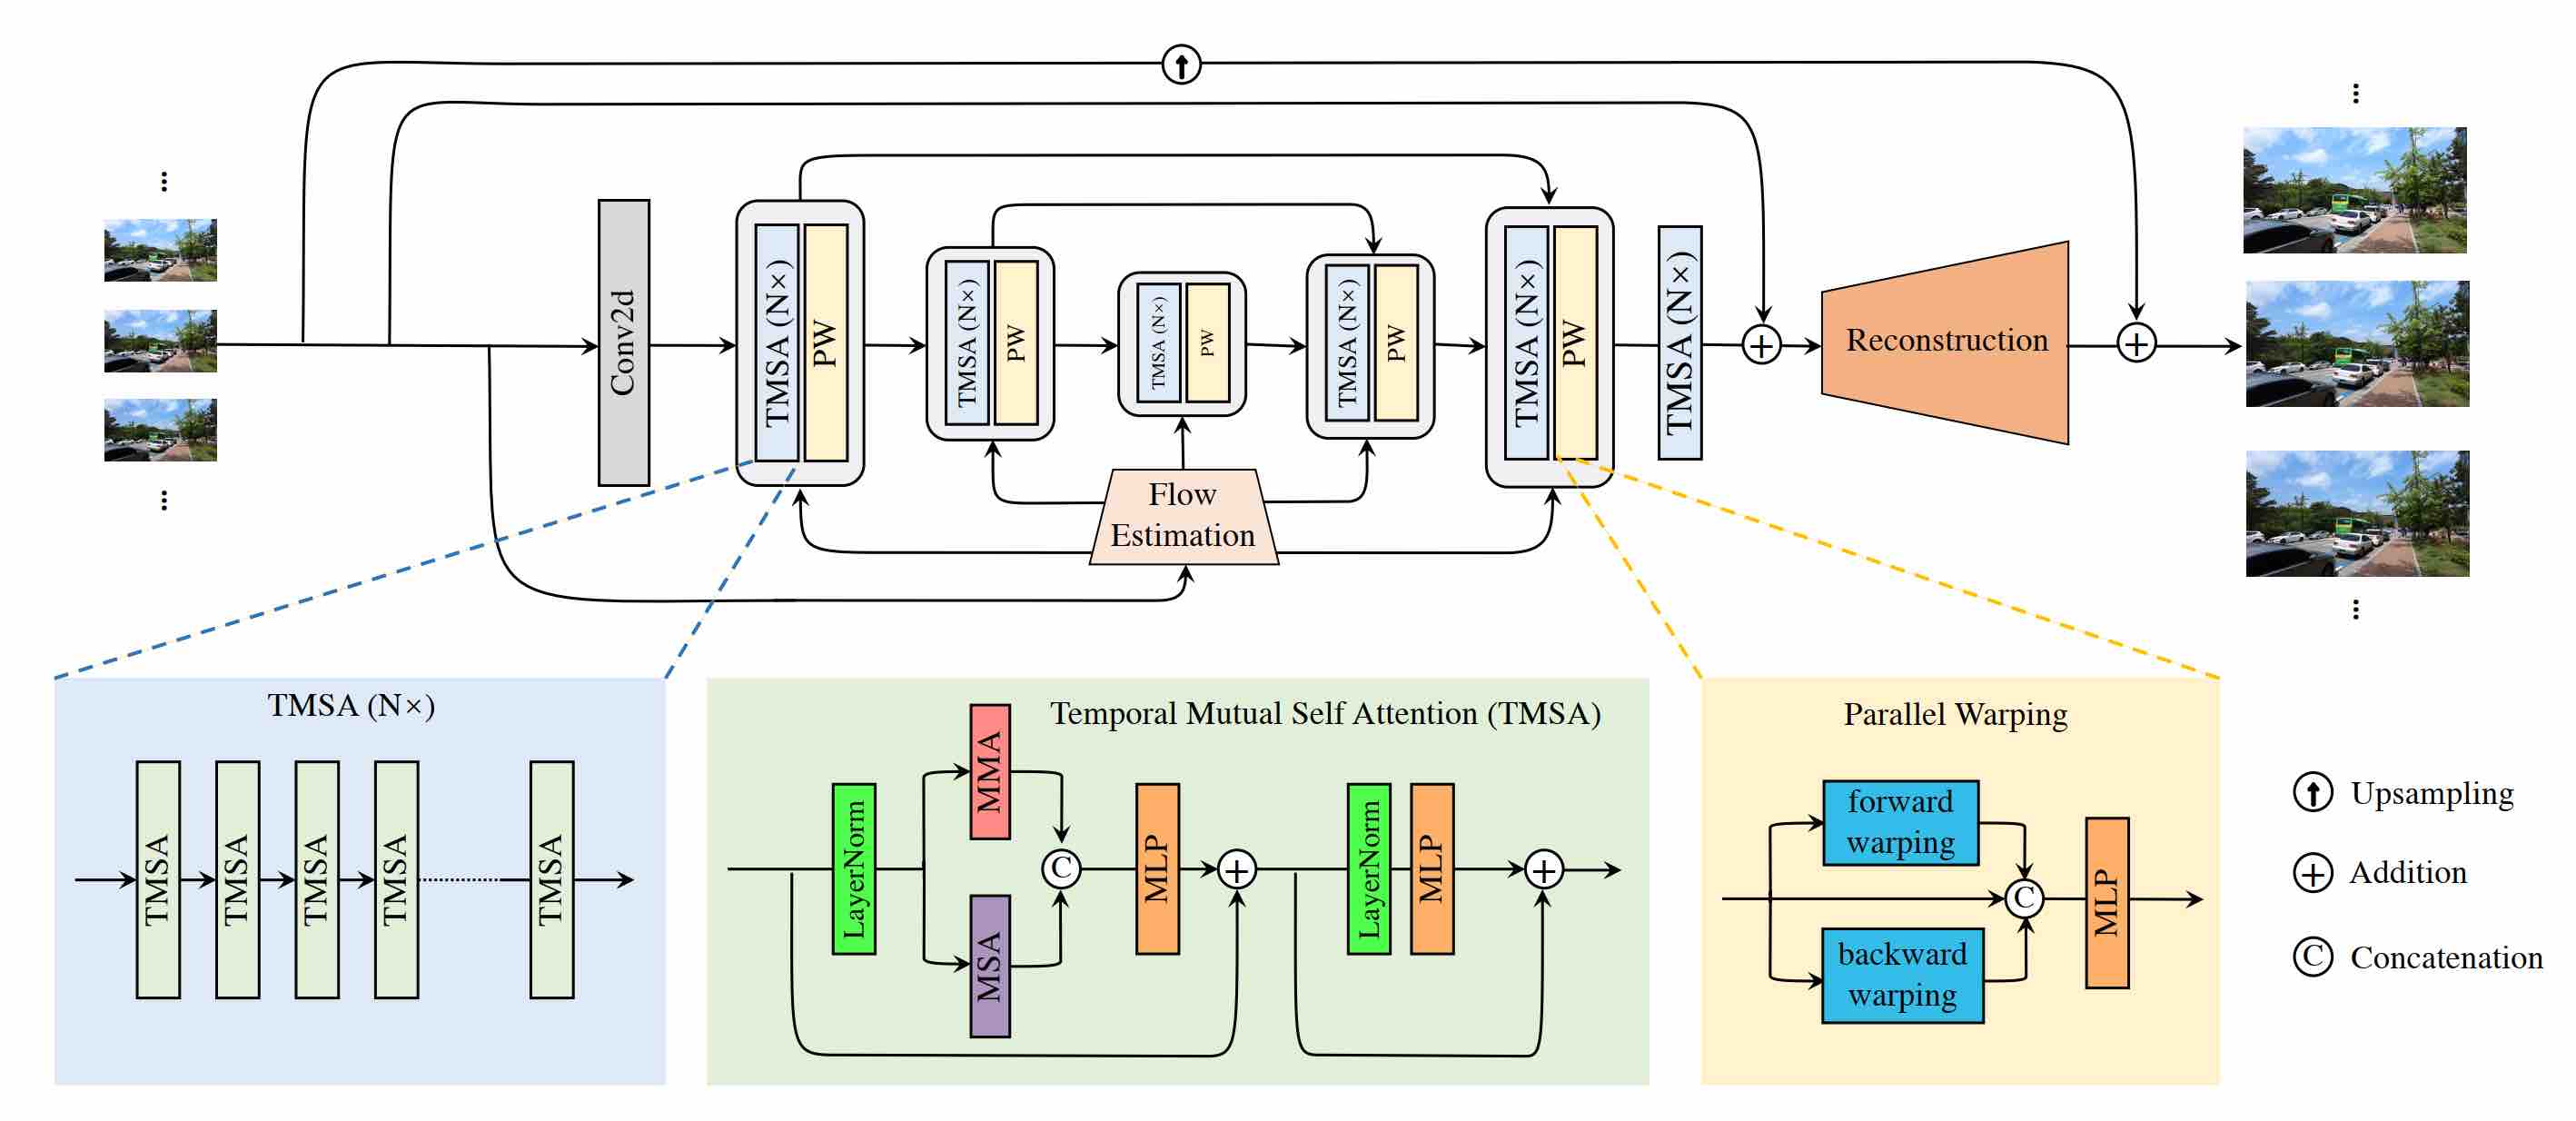 Conv2d
TMSA (N×)
PW
TMSA (N×)
PW
TMSA (N×)
PW
TMSA (N×)
PW
TMSA (N×)
PW
TMSA (N×)
+
Reconstruction
+
Flow
Estimation
TMSA (N×)
TMSA
TMSA
TMSA
TMSA
TMSA
Temporal Mutual Self Attention (TMSA)
LayerNorm
MMA
MSA
C
MLP
+
LayerNorm
MLP
+
Parallel Warping
forward
warping
backward
warping
C
MLP
Upsampling
+ Addition
C Concatenation